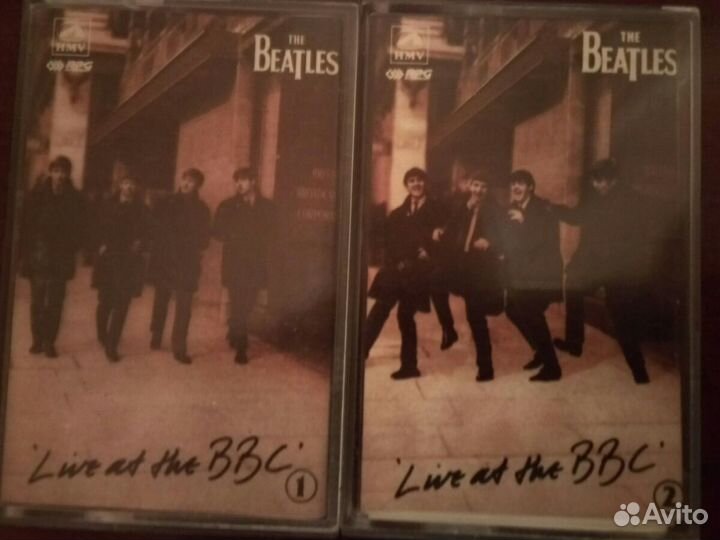 HMV
THE
BEATLES
'Live at the BBC'
1
HMV
THE
BEATLES
'Live at the BBC'
2
Avito